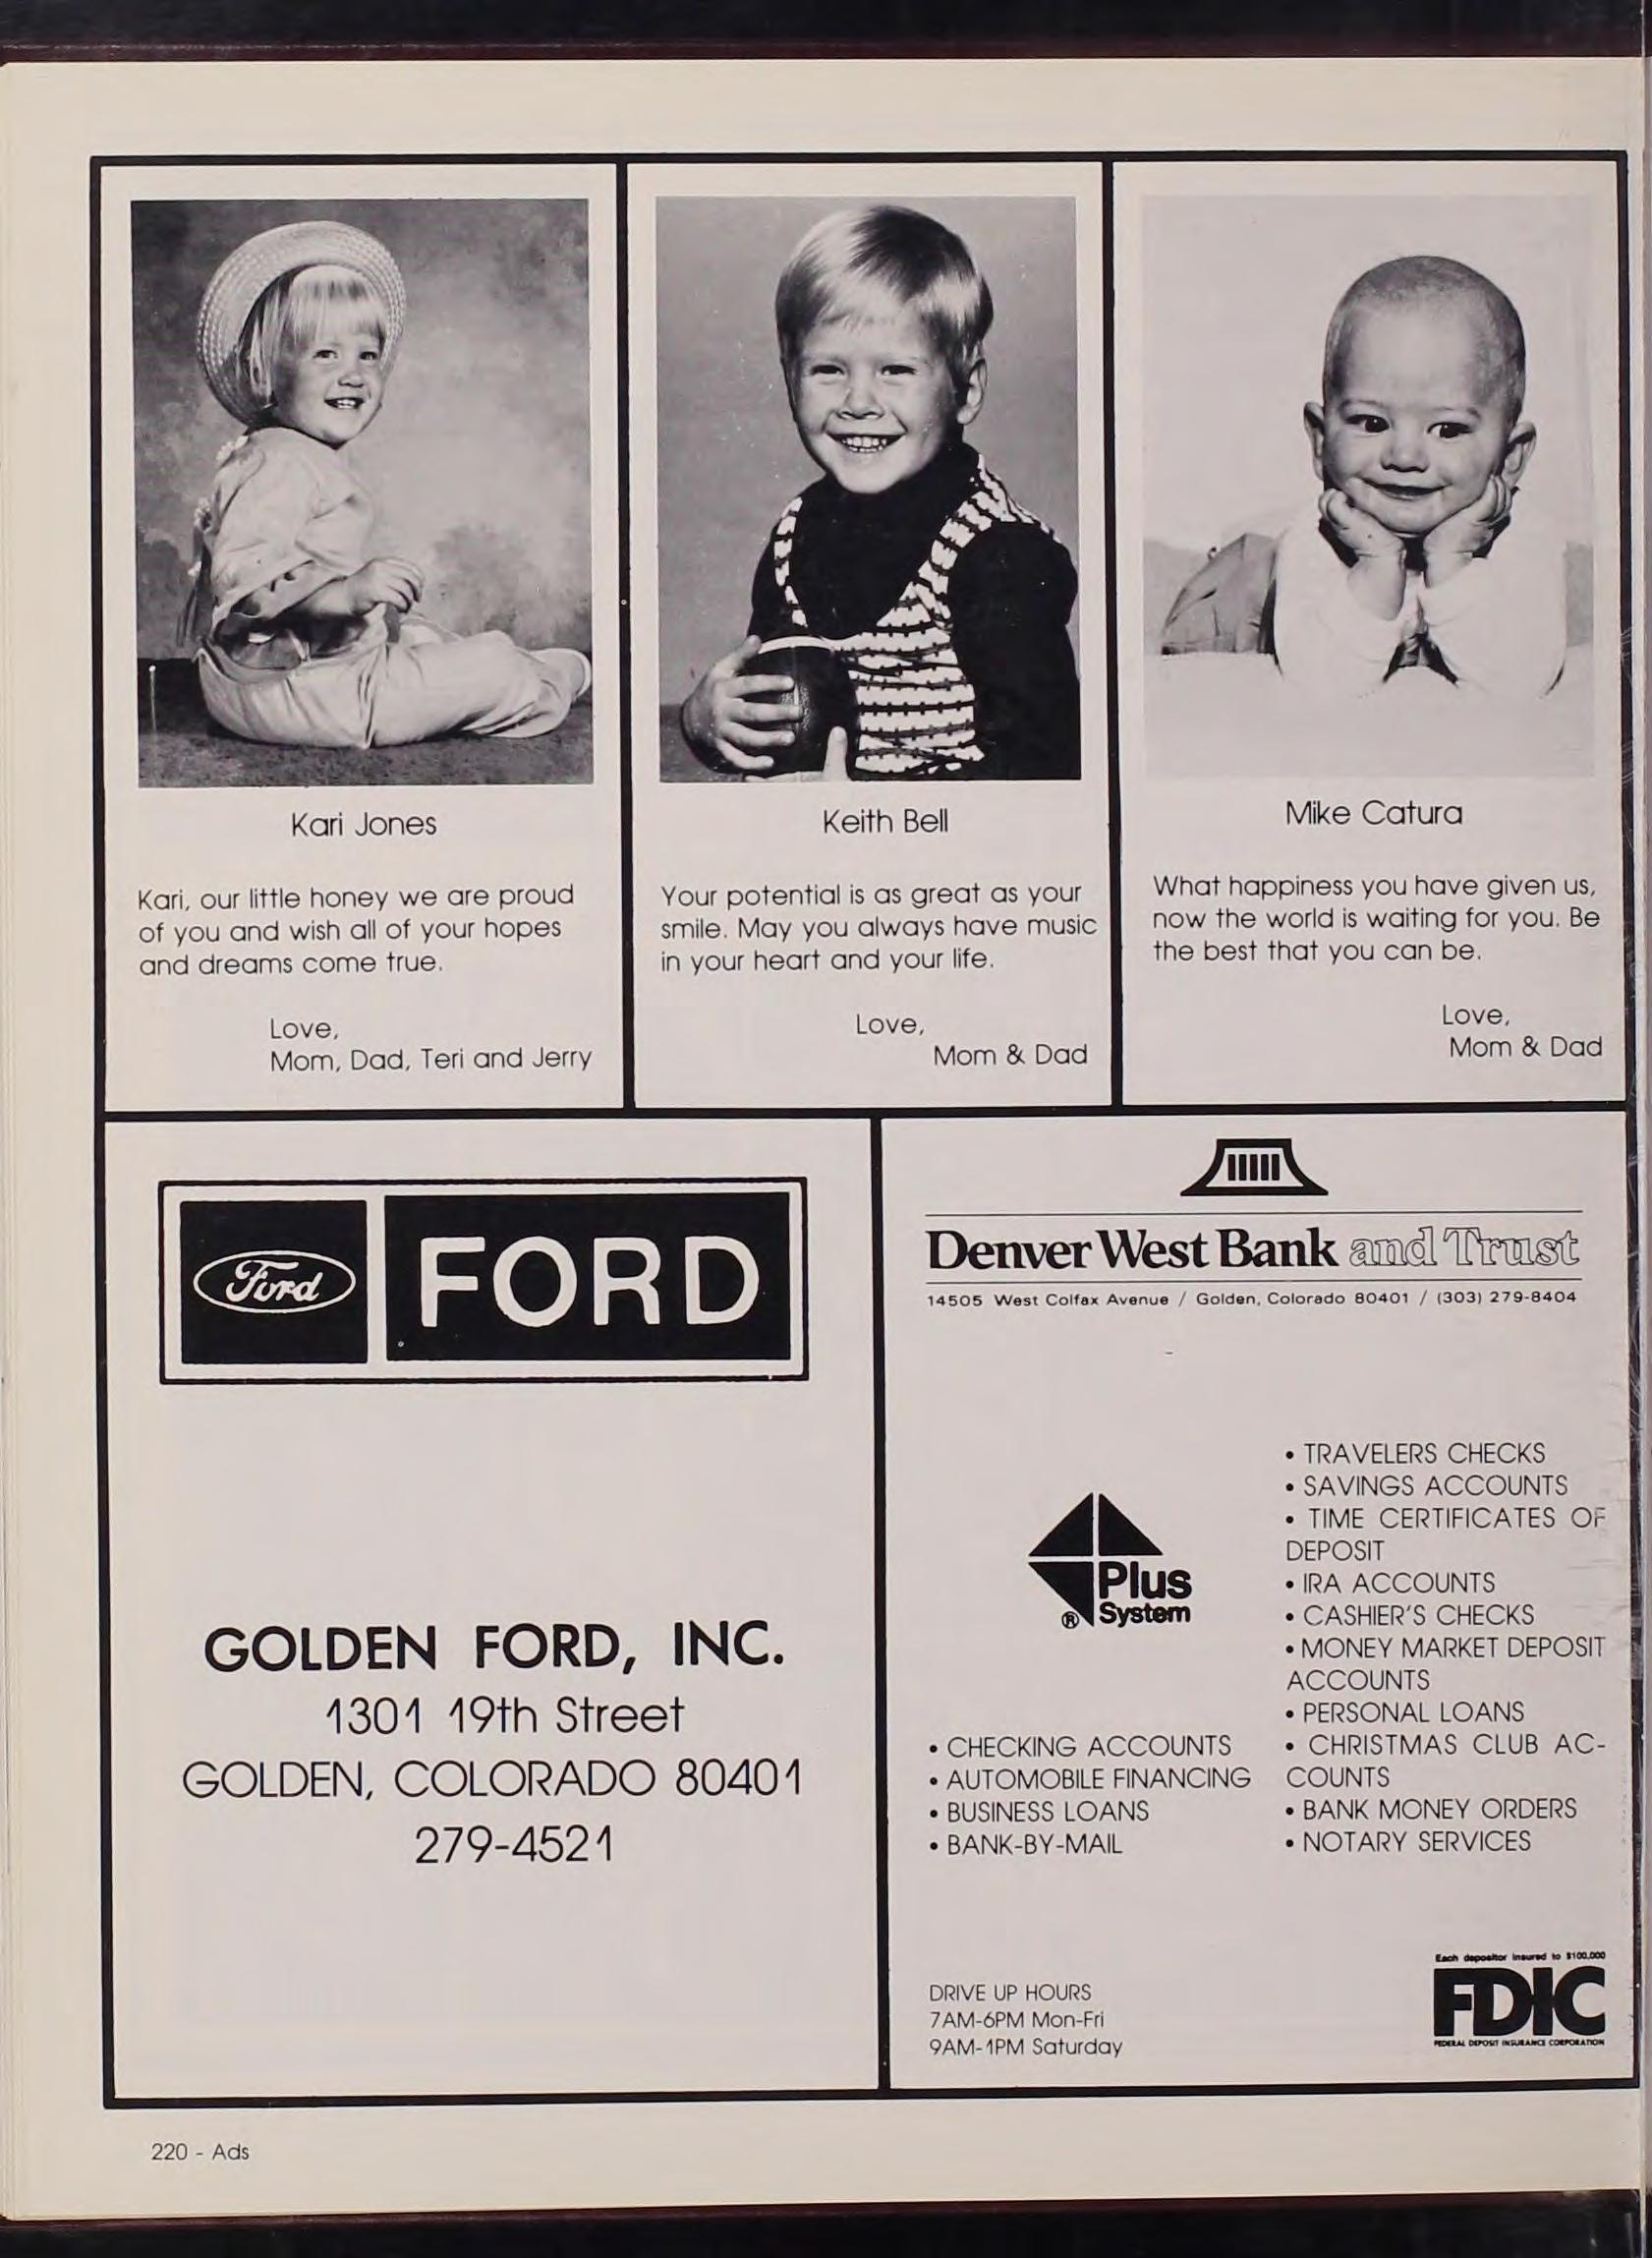 Kari Jones
Kari, our little honey we are proud
of you and wish all of your hopes
and dreams come true.
Love,
Mom, Dad, Teri and Jerry
Keith Bell
Your potential is as great as your
smile. May you always have music
in your heart and your life.
Love,
Mom & Dad
Mike Catura
What happiness you have given us,
now the world is waiting for you. Be
the best that you can be.
Love,
Mom & Dad
Ford FORD
GOLDEN FORD, INC.
1301 19th Street
GOLDEN, COLORADO 80401
279-4521
Denver West Bank and Trust
14505 West Colfax Avenue / Golden, Colorado 80401 / (303) 279-8404
Plus
® System
• CHECKING ACCOUNTS
• AUTOMOBILE FINANCING
• BUSINESS LOANS
• BANK-BY-MAIL
• TRAVELERS CHECKS
• SAVINGS ACCOUNTS
• TIME CERTIFICATES OF
DEPOSIT
• IRA ACCOUNTS
• CASHIER'S CHECKS
• MONEY MARKET DEPOSIT
ACCOUNTS
• PERSONAL LOANS
• CHRISTMAS CLUB AC-
COUNTS
• BANK MONEY ORDERS
• NOTARY SERVICES
DRIVE UP HOURS
7AM-6PM Mon-Fri
9AM-1PM Saturday
Each depositor insured to $100,000
FDIC
FEDERAL DEPOSIT INSURANCE CORPORATION
220 - Ads